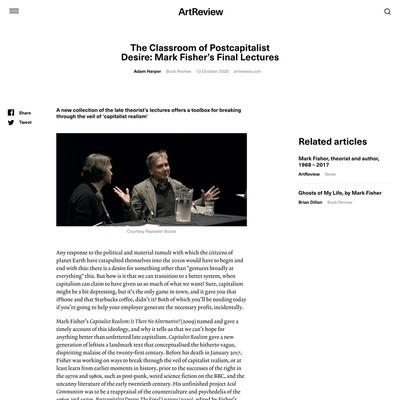 ArtReview
The Classroom of Postcapitalist
Desire: Mark Fisher's Final Lectures
Adam Harper Book Review 13 October 2020 artreview.com
Share
Tweet
A new collection of the late theorist's lectures offers a toolbox for breaking
through the veil of 'capitalist realism'
Related articles
Mark Fisher, theorist and author,
1968 – 2017
ArtReview News
Ghosts of My Life, by Mark Fisher
Brian Dillon Book Review
Courtesy Repeater Books
Any response to the political and material tumult with which the citizens of
planet Earth have catapulted themselves into the 2020s would have to begin and
end with this: there is a desire for something other than "gestures broadly at
everything" this. But how is it that we can transition to a better system, when
capitalism can claim to have given us so much of what we want? Sure, capitalism
might be a bit depressing, but it's the only game in town, and it gave you that
iPhone and that Starbucks coffee, didn't it? Both of which you'll be needing today
if you're going to help your employer generate the necessary profit, incidentally.
Mark Fisher's Capitalist Realism: Is There No Alternative? (2009) named and gave a
timely account of this ideology, and why it tells us that we can't hope for
anything better than unfettered late capitalism. Capitalist Realism gave a new
generation of leftists a landmark text that conceptualised the hitherto vague,
dispiriting malaise of the twenty-first century. Before his death in January 2017,
Fisher was working on ways to break through the veil of capitalist realism, or at
least learn from earlier moments in history, prior to the successes of the right in
the 1970s and 1980s, such as post-punk, weird science fiction on the BBC, and the
uncanny literature of the early twentieth century. His unfinished project Acid
Communism was to be a reappraisal of the counterculture and psychedelia of the